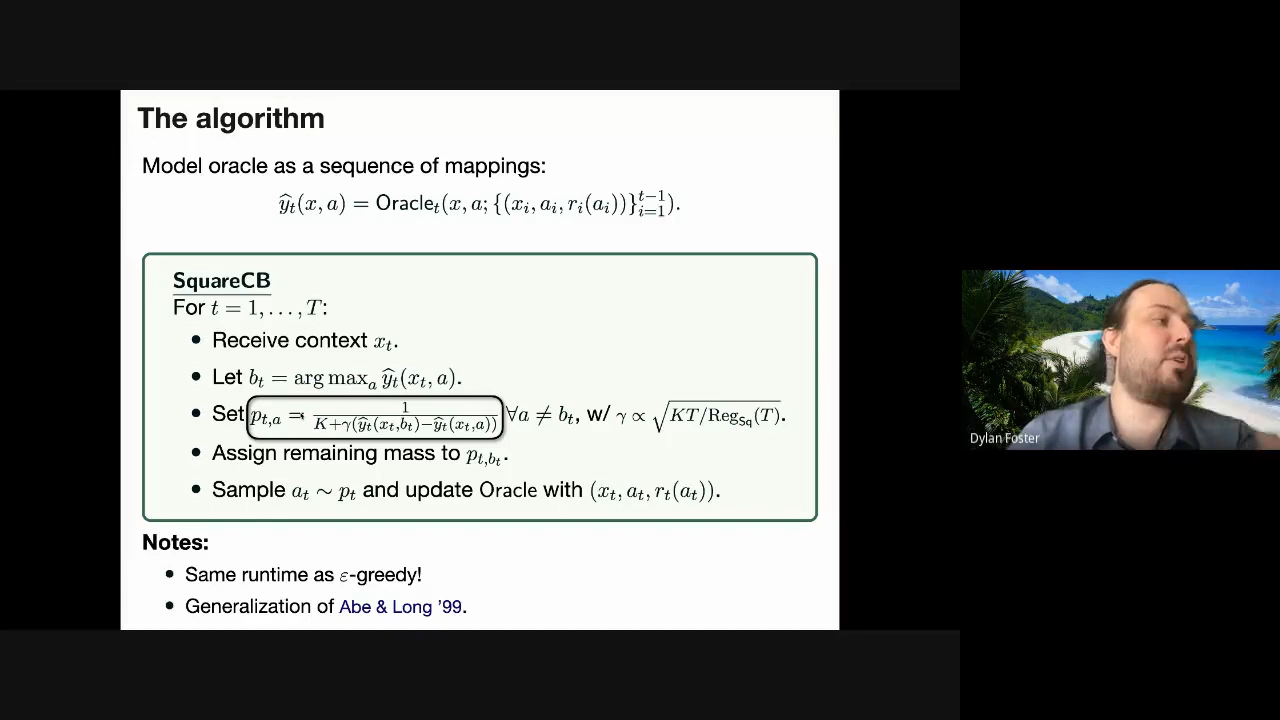 The algorithm
Model oracle as a sequence of mappings:
ŷ_t(x, a) = Oracle_t(x, a; {(x_i, a_i, r_i(a_i))}_{i=1}^{t−1}).
SquareCB
For t = 1, . . . , T:
• Receive context x_t.
• Let b_t = arg max_a ŷ_t(x_t, a).
• Set p_{t,a} = 1/(K+γ(ŷ_t(x_t,b_t)−ŷ_t(x_t,a))) ∀a ≠ b_t, w/ γ ∝ √(KT/Reg_Sq(T)).
• Assign remaining mass to p_{t,b_t}.
• Sample a_t ∼ p_t and update Oracle with (x_t, a_t, r_t(a_t)).
Notes:
• Same runtime as ε-greedy!
• Generalization of Abe & Long '99.
Dylan Foster